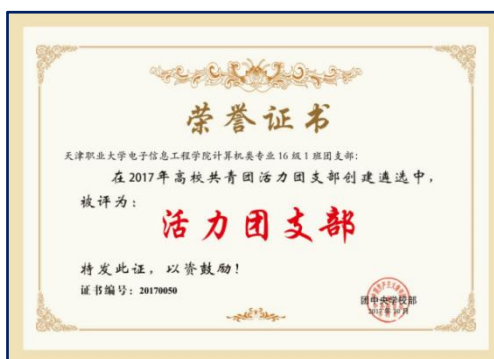 荣誉证书
天津职业大学电子信息工程学院计算机类专业16级1班团支部：
在2017年高校共青团活力团支部创建遴选中，
被评为：
活力团支部
特发此证，以资鼓励！
证书编号：20170050
团中央学校部